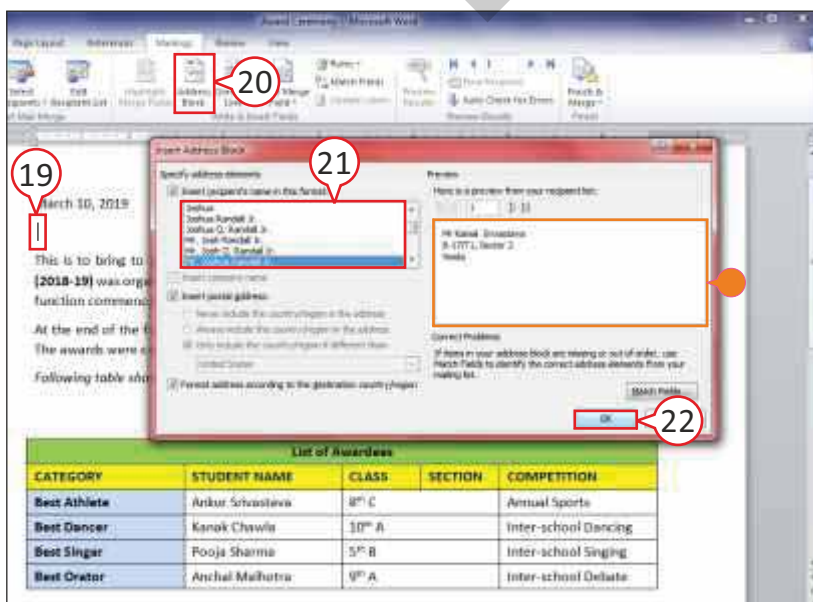 Award Ceremony - Microsoft Word
Page Layout References Mailings Review View
Select Recipients Edit Recipient List Address Block Rules Match Fields Auto Check for Errors Finish & Merge
20
Insert Address Block
21
Specify address elements
Insert recipient's name in this format:
Joshua
Joshua Randall Jr.
Joshua Q. Randall Jr.
Mr. Josh Randall Jr.
Mr. Josh Q. Randall Jr.
Insert company name
Insert postal address:
Never include the country/region in the address
Always include the country/region in the address
Only include the country/region if different than:
United States
Format address according to the destination country/region
Preview
Here is a preview from your recipient list:
1
Mr Kamal Srivastava
Noida
Correct Problems
If items in your address block are missing or out of order, use
Match Fields to identify the correct address elements from your
mailing list.
Match Fields...
OK
22
19
March 10, 2019
This is to bring to
(2018-19) was orga
function commenc
At the end of the f
The awards were
Following table sho
List of Awardees
CATEGORY STUDENT NAME CLASS SECTION COMPETITION
Best Athlete Ankur Srivastava 8th C Annual Sports
Best Dancer Kanak Chawla 10th A Inter-school Dancing
Best Singer Pooja Sharma 5th B Inter-school Singing
Best Orator Anchal Malhotra 9th A Inter-school Debate